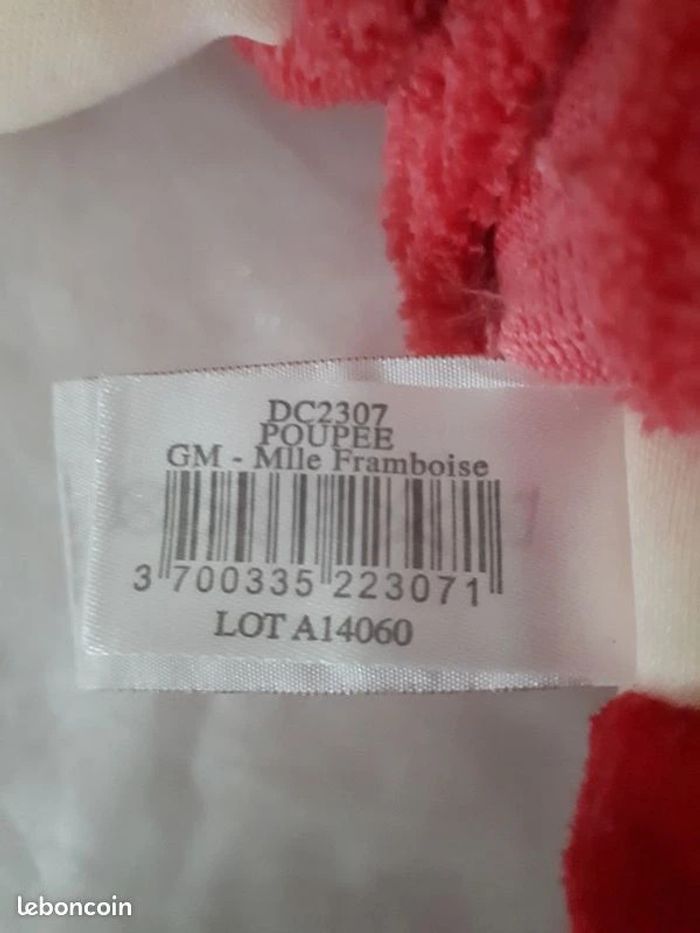 DC2307
POUPEE
GM - Mlle Framboise
3 700335 223071
LOT A14060
leboncoin